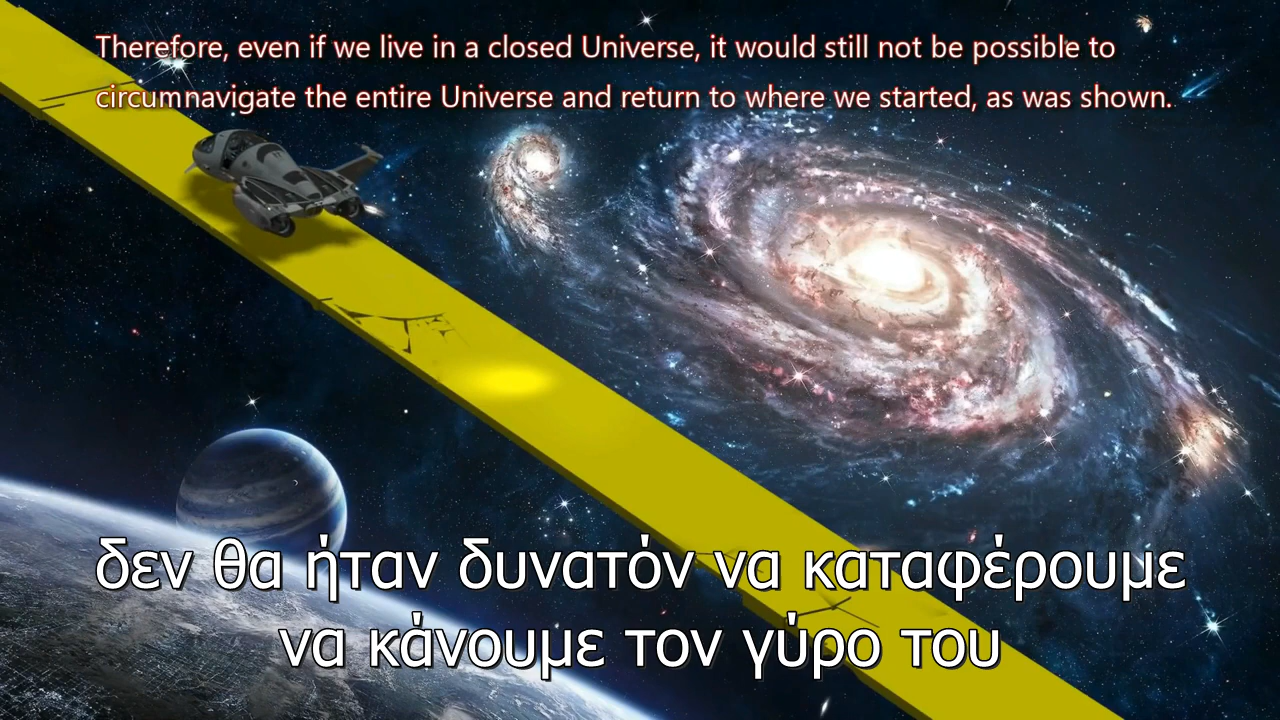 Therefore, even if we live in a closed Universe, it would still not be possible to
circumnavigate the entire Universe and return to where we started, as was shown.
δεν θα ήταν δυνατόν να καταφέρουμε
να κάνουμε τον γύρο του